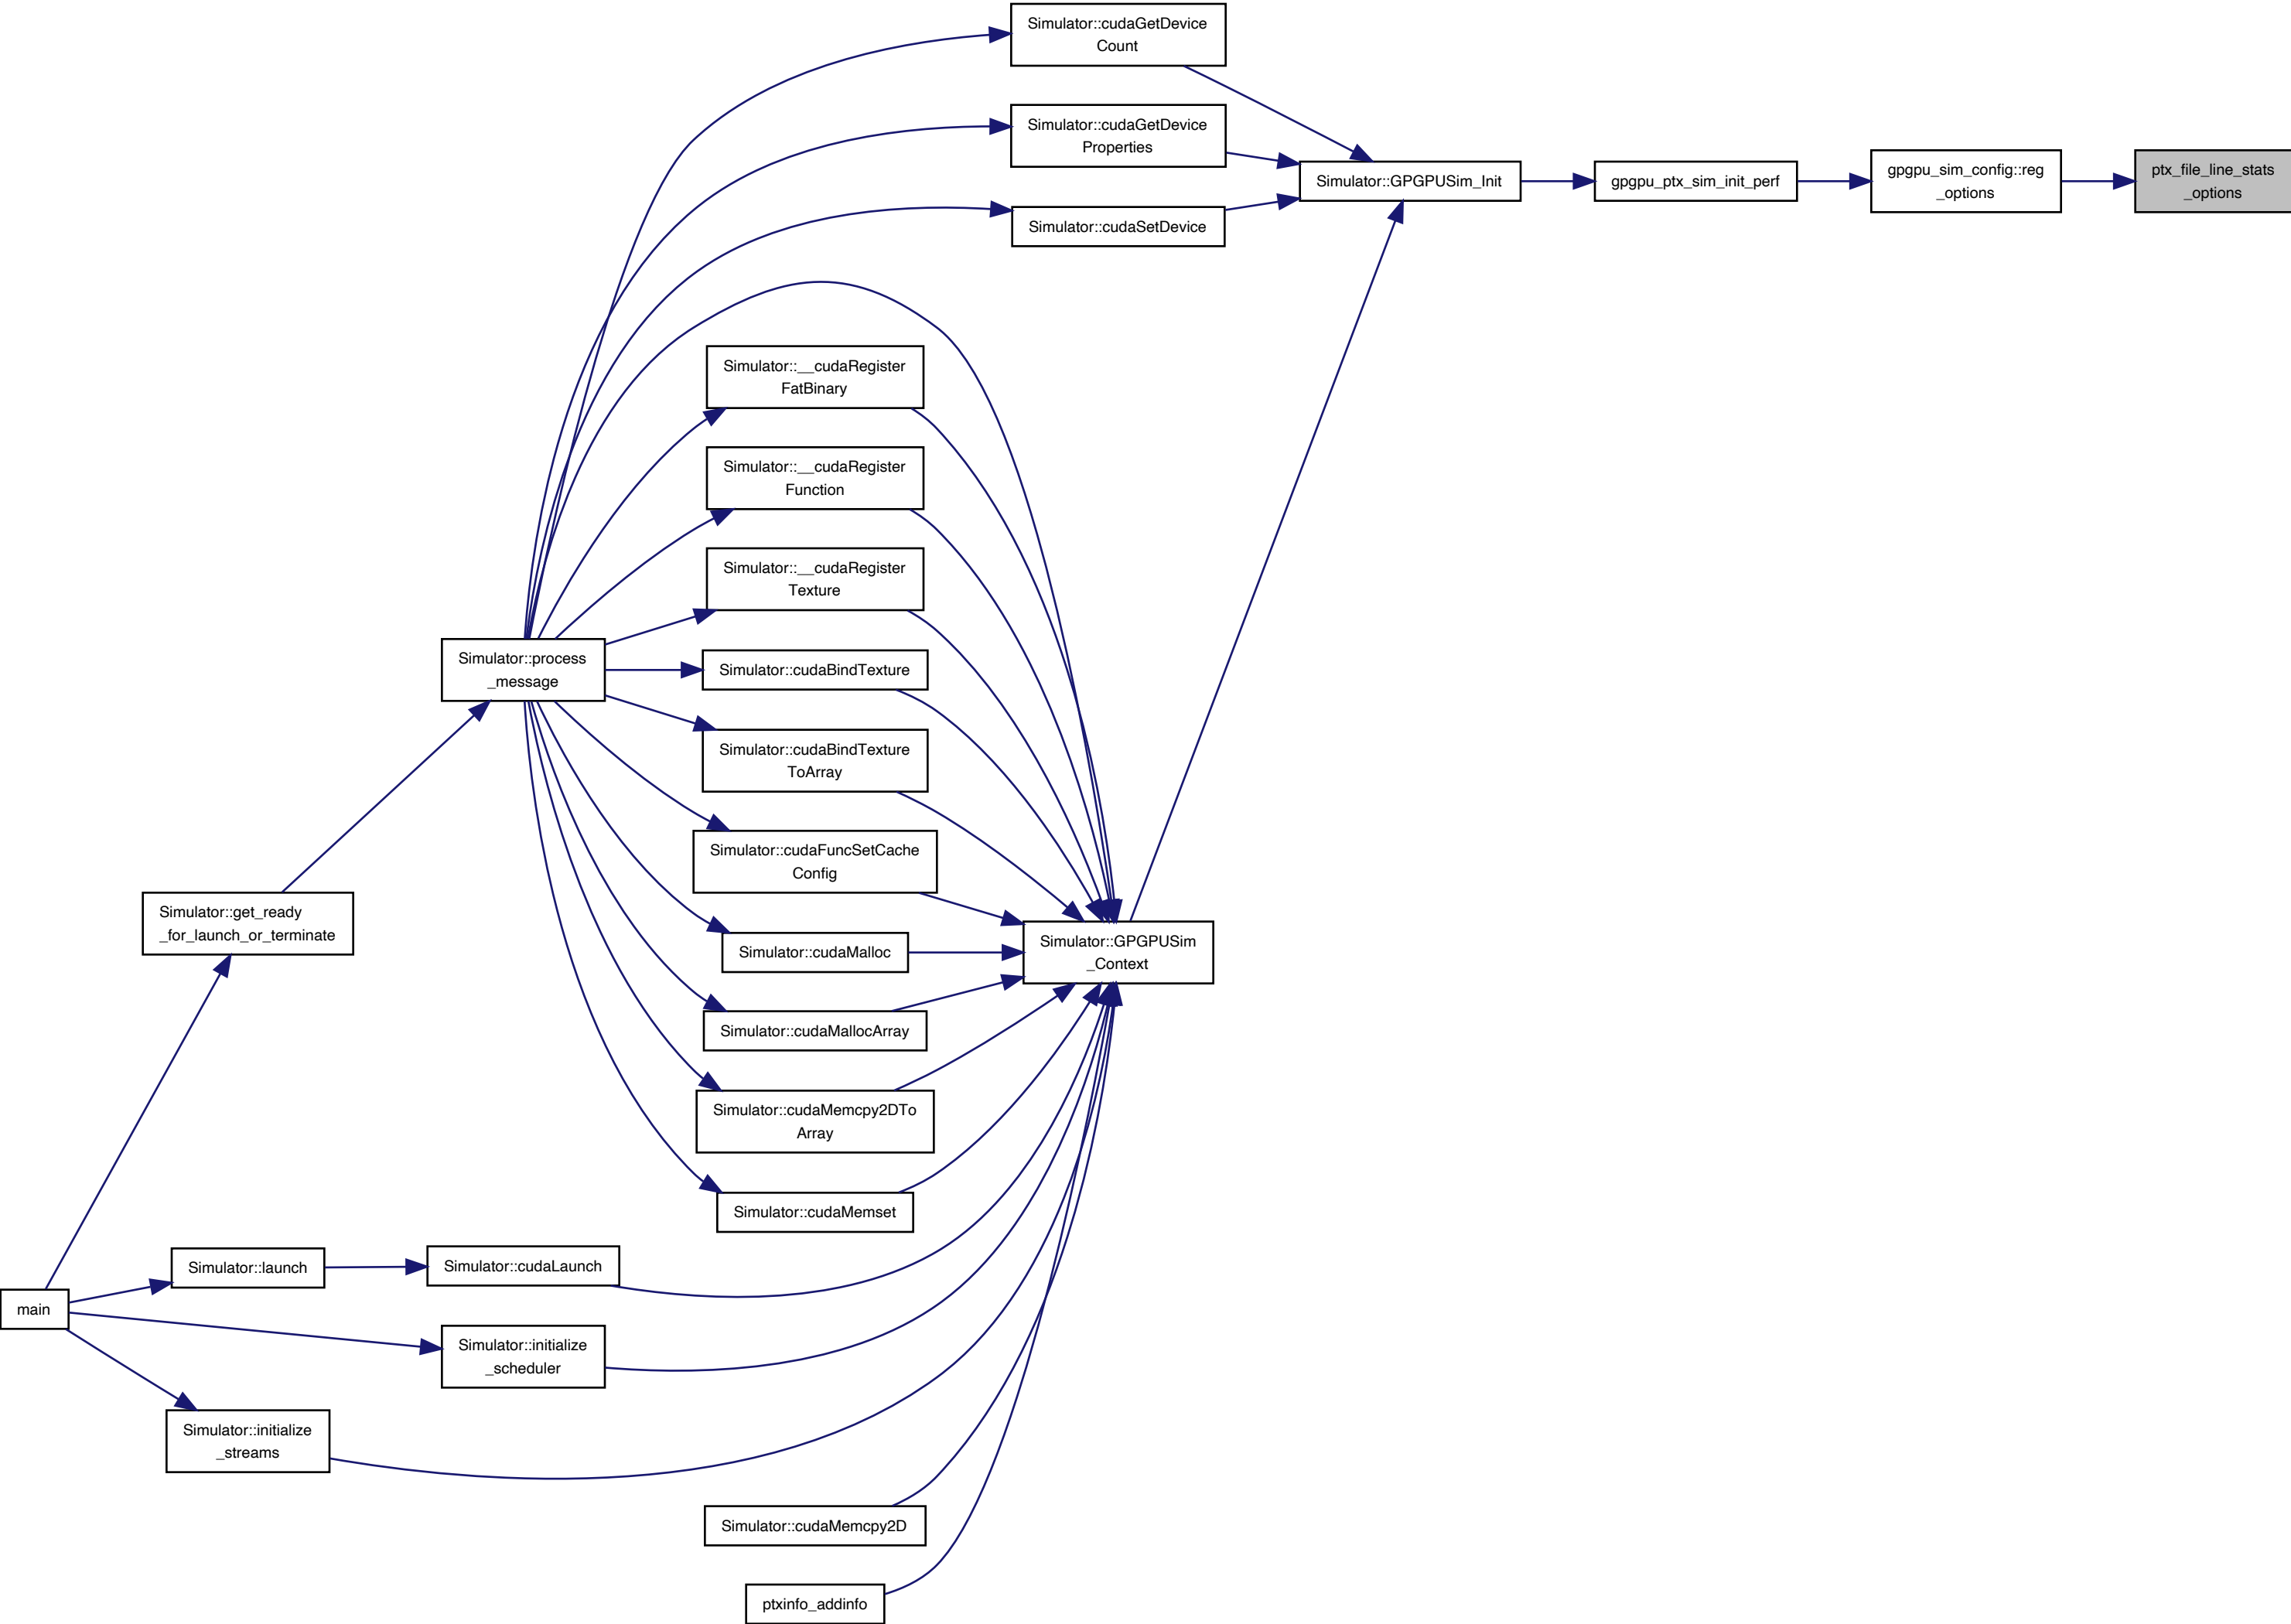 Simulator::cudaGetDevice
Count
Simulator::cudaGetDevice
Properties
Simulator::cudaSetDevice
Simulator::GPGPUSim_Init
gpgpu_ptx_sim_init_perf
gpgpu_sim_config::reg
_options
ptx_file_line_stats
_options
Simulator::__cudaRegister
FatBinary
Simulator::__cudaRegister
Function
Simulator::__cudaRegister
Texture
Simulator::process
_message
Simulator::cudaBindTexture
Simulator::cudaBindTexture
ToArray
Simulator::cudaFuncSetCache
Config
Simulator::get_ready
_for_launch_or_terminate
Simulator::cudaMalloc
Simulator::GPGPUSim
_Context
Simulator::cudaMallocArray
Simulator::cudaMemcpy2DTo
Array
Simulator::cudaMemset
Simulator::launch
Simulator::cudaLaunch
main
Simulator::initialize
_scheduler
Simulator::initialize
_streams
Simulator::cudaMemcpy2D
ptxinfo_addinfo